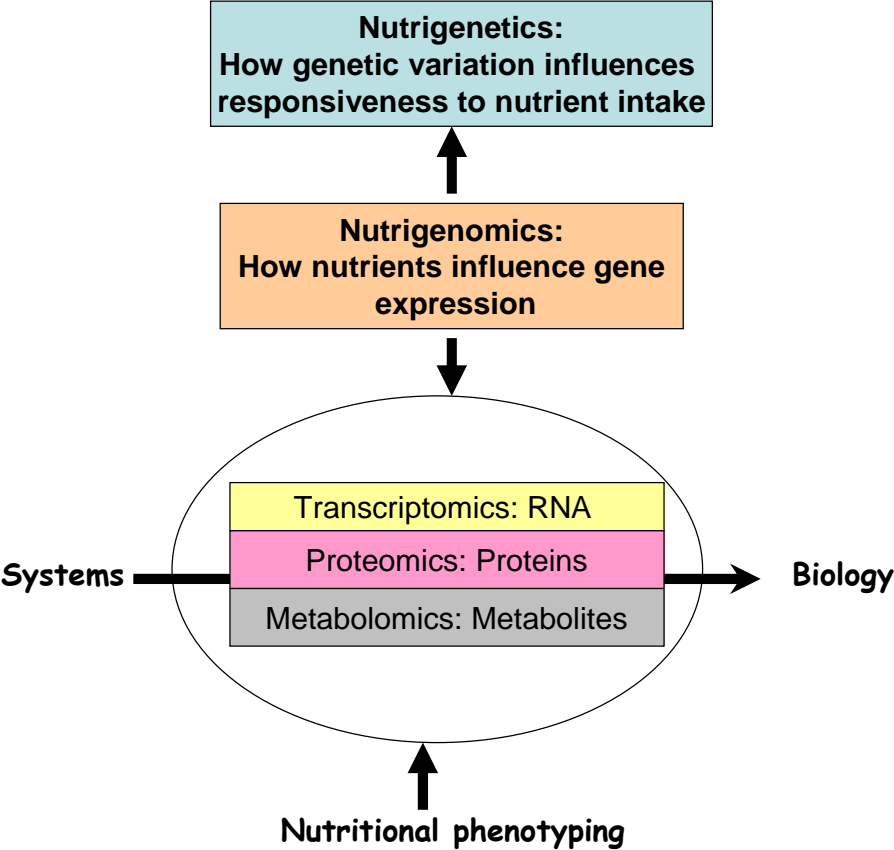 Nutrigenetics:
How genetic variation influences
responsiveness to nutrient intake
Nutrigenomics:
How nutrients influence gene
expression
Transcriptomics: RNA
Proteomics: Proteins
Systems
Biology
Metabolomics: Metabolites
Nutritional phenotyping